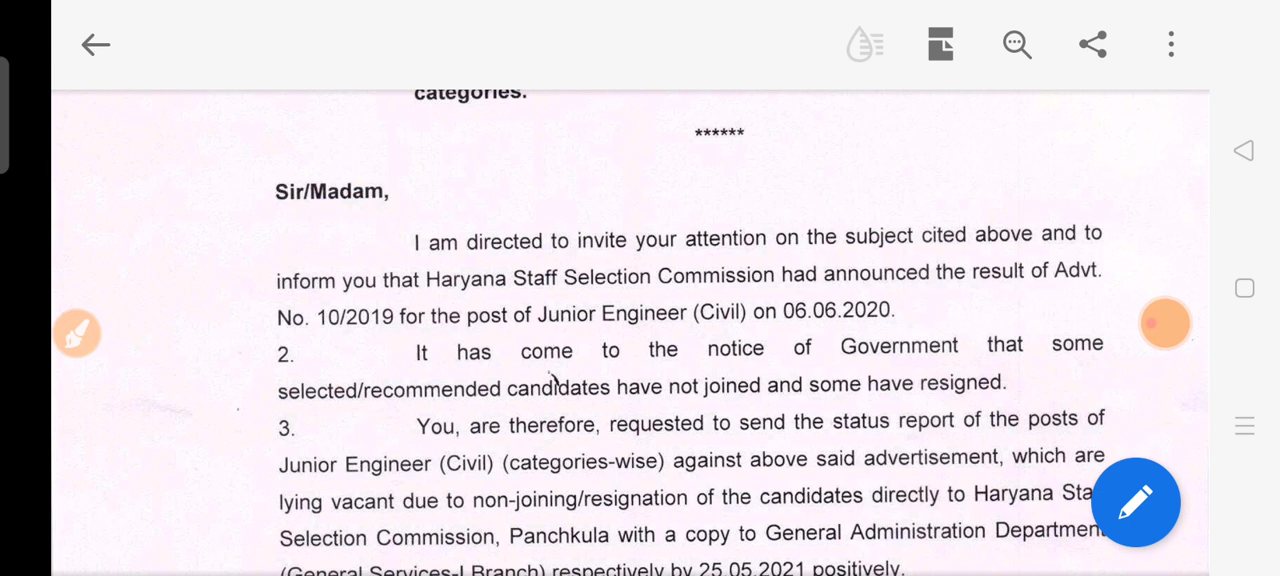 categories.
******
Sir/Madam,
I am directed to invite your attention on the subject cited above and to
inform you that Haryana Staff Selection Commission had announced the result of Advt.
No. 10/2019 for the post of Junior Engineer (Civil) on 06.06.2020.
2. It has come to the notice of Government that some
selected/recommended candidates have not joined and some have resigned.
3. You, are therefore, requested to send the status report of the posts of
Junior Engineer (Civil) (categories-wise) against above said advertisement, which are
lying vacant due to non-joining/resignation of the candidates directly to Haryana Sta
Selection Commission, Panchkula with a copy to General Administration Department
(General Services-I Branch) respectively by 25.05.2021 positively.